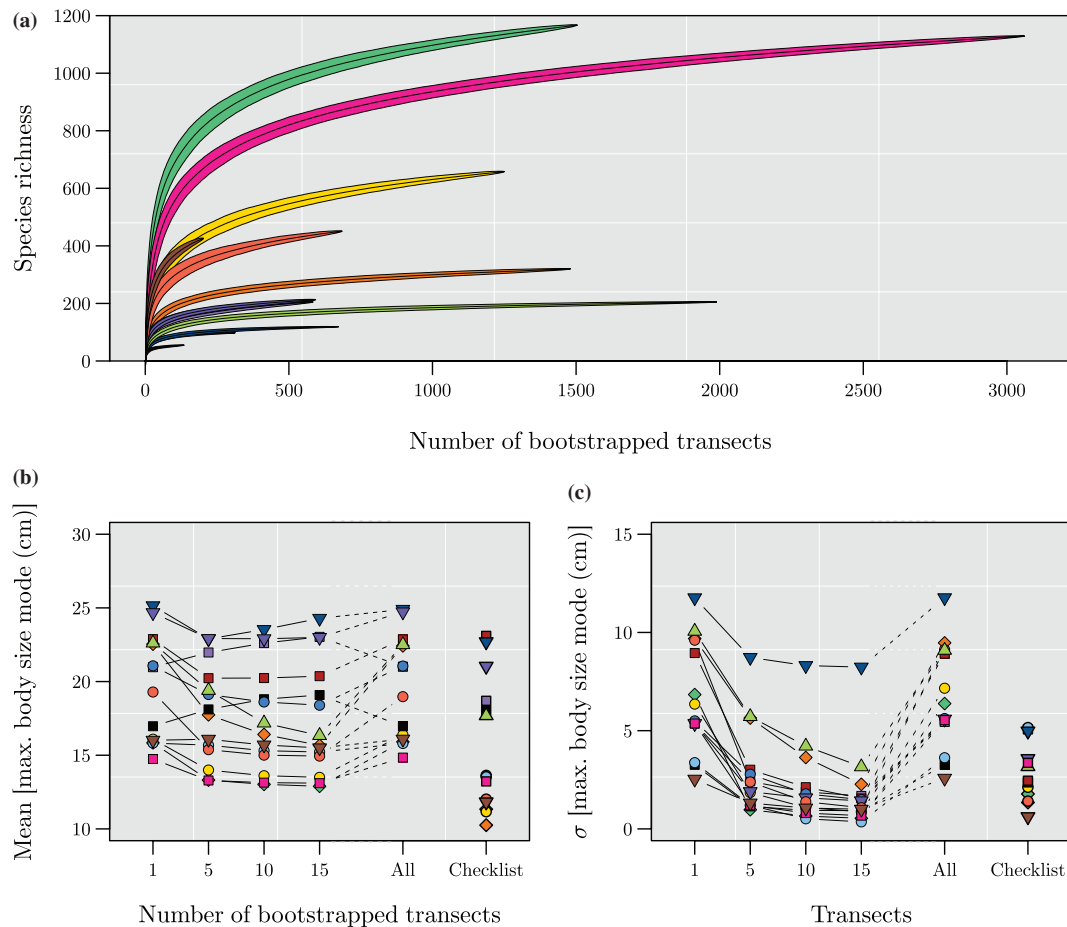 (a)
1200
1000
800
600
400
200
0
Species richness
0 500 1000 1500 2000 2500 3000
Number of bootstrapped transects
(b)
Mean [max. body size mode (cm)]
30
25
20
15
10
1 5 10 15 All Checklist
Number of bootstrapped transects
(c)
σ [max. body size mode (cm)]
15
10
5
0
1 5 10 15 All Checklist
Transects